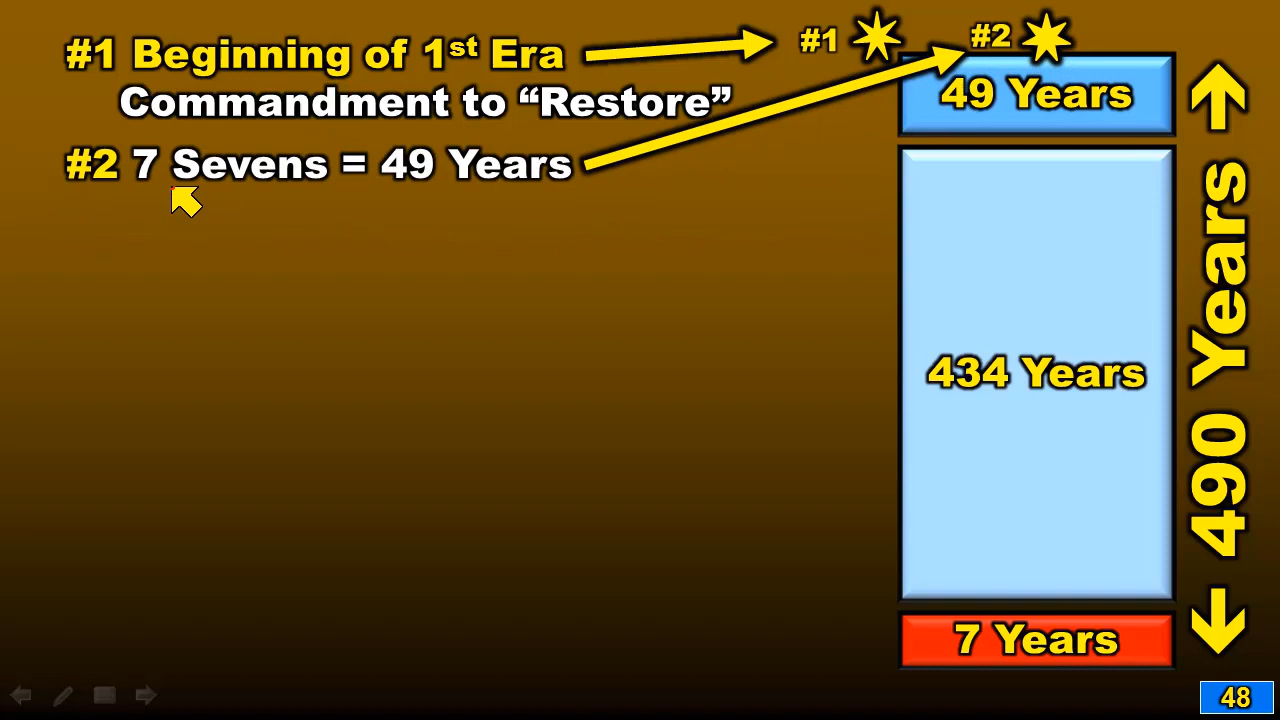 #1 Beginning of 1st Era
Commandment to “Restore”
#2 7 Sevens = 49 Years
#1
#2
49 Years
434 Years
7 Years
490 Years
48